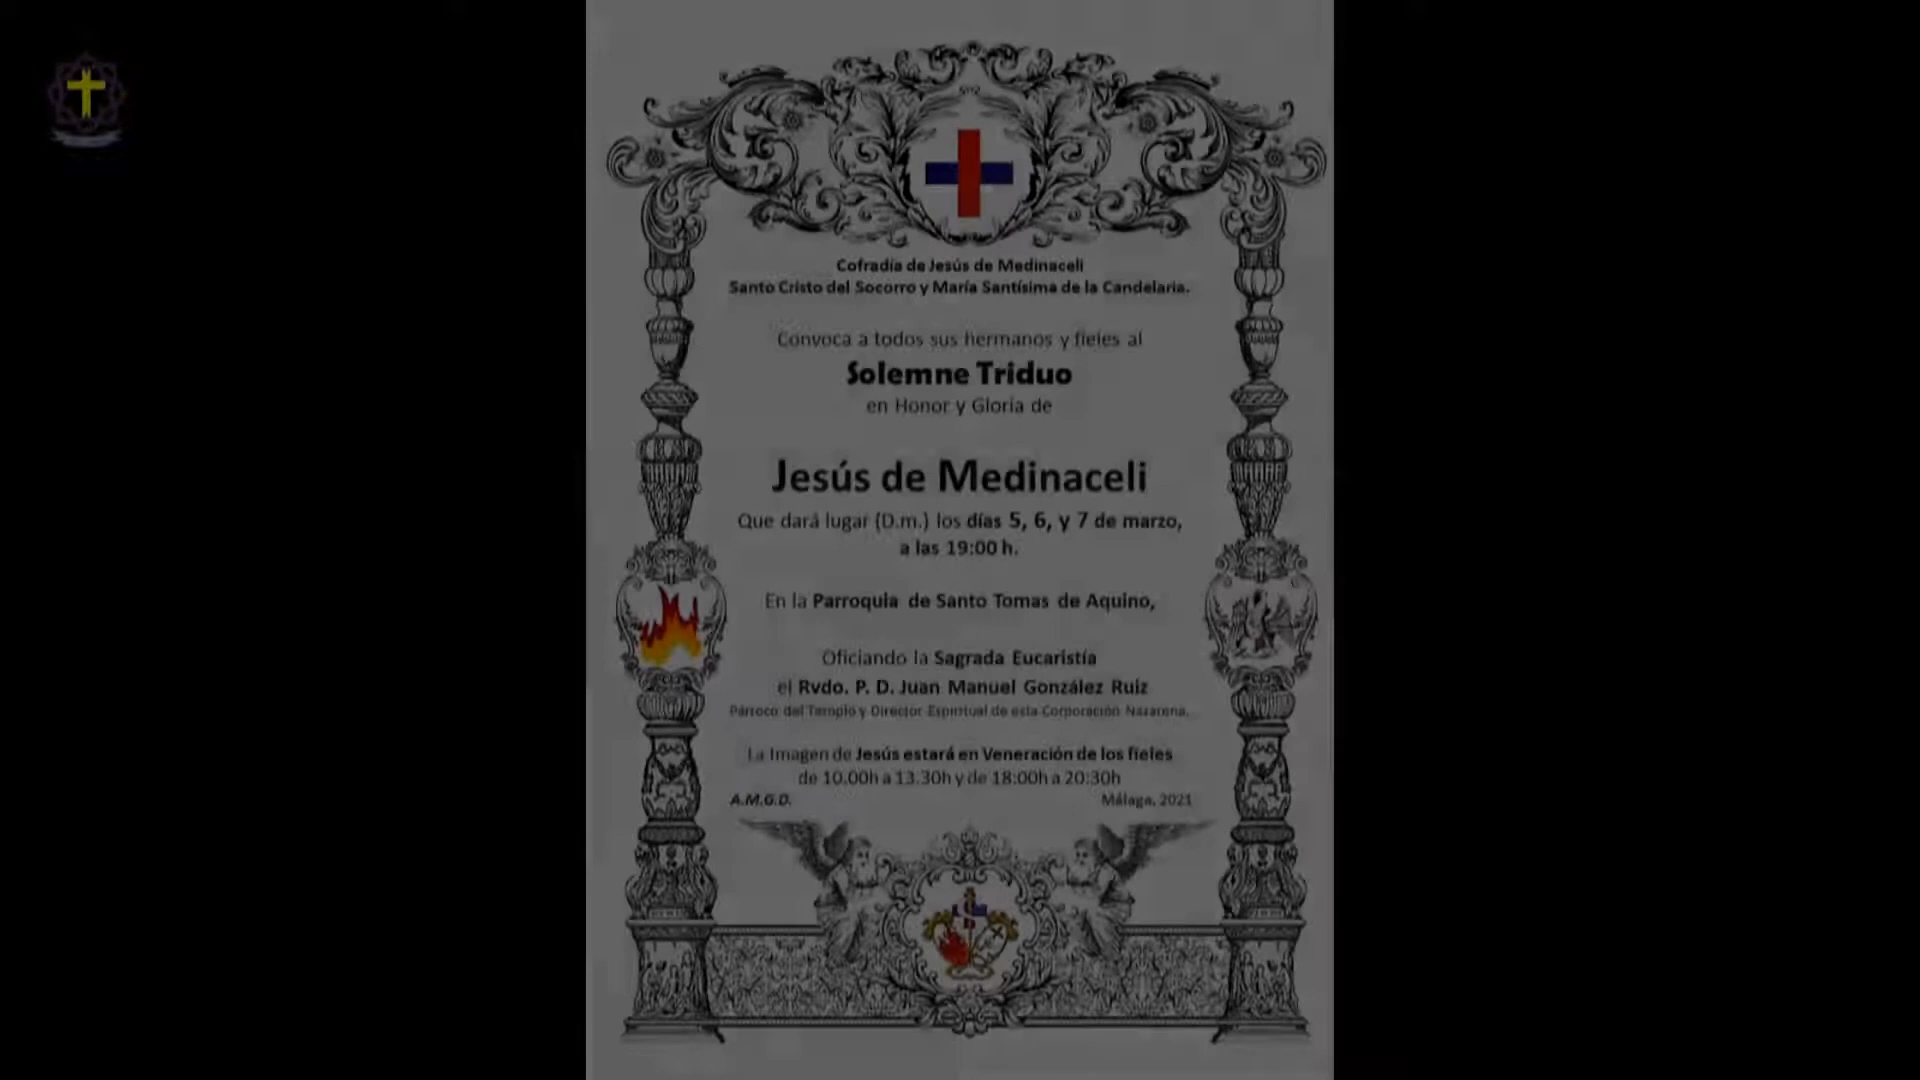 Cofradía de Jesús de Medinaceli
Santo Cristo del Socorro y María Santísima de la Candelaria.
Convoca a todos sus hermanos y fieles al
Solemne Triduo
en Honor y Gloria de
Jesús de Medinaceli
Que dará lugar (D.m.) los días 5, 6, y 7 de marzo,
a las 19:00 h.
En la Parroquia de Santo Tomas de Aquino,
Oficiando la Sagrada Eucaristía
el Rvdo. P. D. Juan Manuel González Ruiz
Párroco del Templo y Director Espiritual de esta Corporación Nazarena.
La Imagen de Jesús estará en Veneración de los fieles
de 10.00h a 13.30h y de 18:00h a 20:30h
A.M.G.D. Málaga, 2021